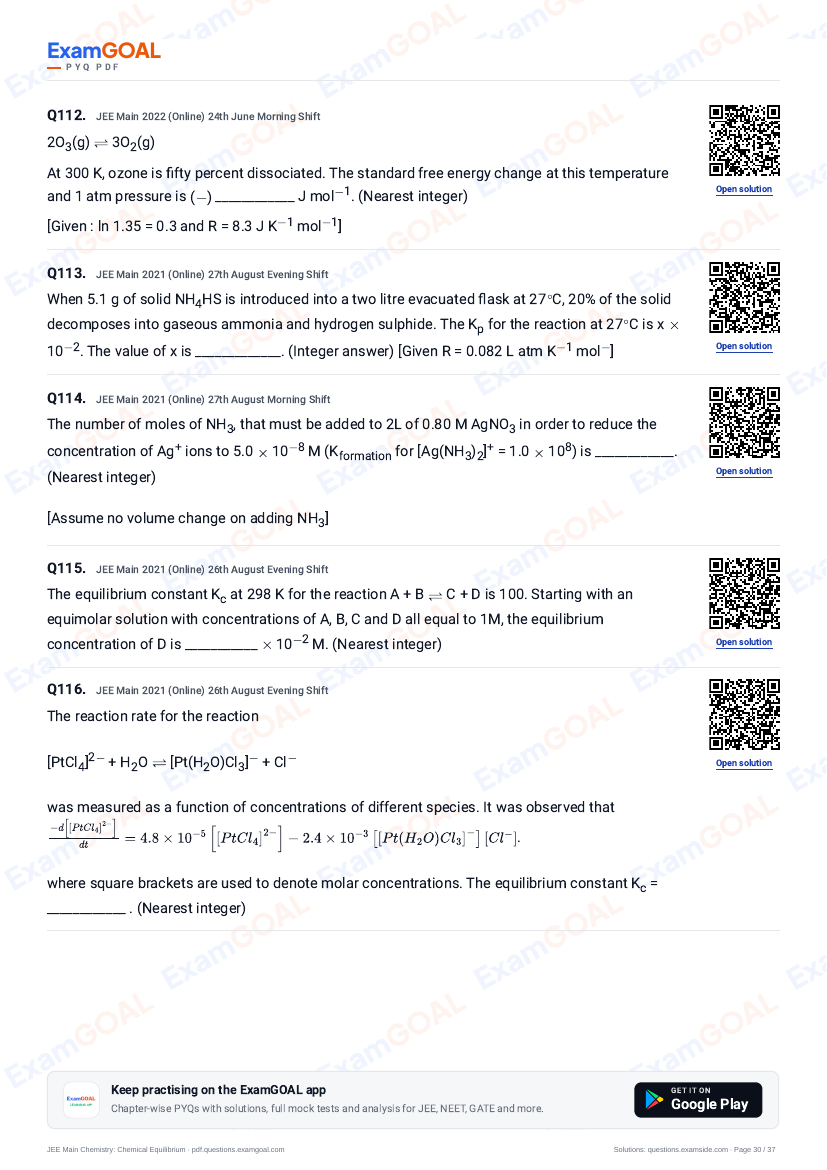 ExamGOAL
PYQ PDF
Q112. JEE Main 2022 (Online) 24th June Morning Shift
2O₃(g) ⇌ 3O₂(g)
At 300 K, ozone is fifty percent dissociated. The standard free energy change at this temperature
and 1 atm pressure is (−) ____________ J mol⁻¹. (Nearest integer)
[Given : ln 1.35 = 0.3 and R = 8.3 J K⁻¹ mol⁻¹]
Open solution
Q113. JEE Main 2021 (Online) 27th August Evening Shift
When 5.1 g of solid NH₄HS is introduced into a two litre evacuated flask at 27°C, 20% of the solid
decomposes into gaseous ammonia and hydrogen sulphide. The Kₚ for the reaction at 27°C is x ×
10⁻². The value of x is _____________. (Integer answer) [Given R = 0.082 L atm K⁻¹ mol⁻]
Open solution
Q114. JEE Main 2021 (Online) 27th August Morning Shift
The number of moles of NH₃, that must be added to 2L of 0.80 M AgNO₃ in order to reduce the
concentration of Ag⁺ ions to 5.0 × 10⁻⁸ M (K_formation for [Ag(NH₃)₂]⁺ = 1.0 × 10⁸) is ____________.
(Nearest integer)
[Assume no volume change on adding NH₃]
Open solution
Q115. JEE Main 2021 (Online) 26th August Evening Shift
The equilibrium constant K_c at 298 K for the reaction A + B ⇌ C + D is 100. Starting with an
equimolar solution with concentrations of A, B, C and D all equal to 1M, the equilibrium
concentration of D is ___________ × 10⁻² M. (Nearest integer)
Open solution
Q116. JEE Main 2021 (Online) 26th August Evening Shift
The reaction rate for the reaction
[PtCl₄]²⁻ + H₂O ⇌ [Pt(H₂O)Cl₃]⁻ + Cl⁻
was measured as a function of concentrations of different species. It was observed that
−d[[PtCl₄]²⁻]/dt = 4.8 × 10⁻⁵ [[PtCl₄]²⁻] − 2.4 × 10⁻³ [[Pt(H₂O)Cl₃]⁻] [Cl⁻].
where square brackets are used to denote molar concentrations. The equilibrium constant K_c =
____________ . (Nearest integer)
Open solution
Keep practising on the ExamGOAL app
Chapter-wise PYQs with solutions, full mock tests and analysis for JEE, NEET, GATE and more.
GET IT ON
Google Play
JEE Main Chemistry: Chemical Equilibrium · pdf.questions.examgoal.com
Solutions: questions.examside.com · Page 30 / 37